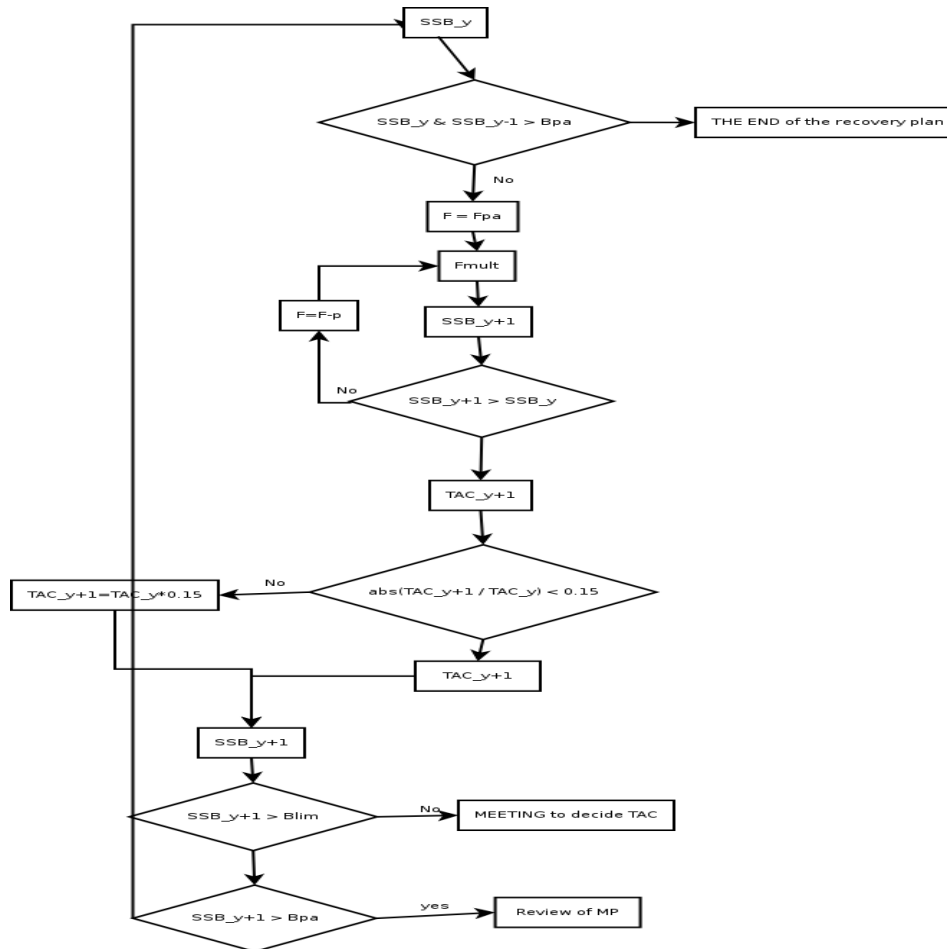 SSB_y
SSB_y & SSB_y-1 > Bpa
THE END of the recovery plan
No
F = Fpa
Fmult
F=F-p
SSB_y+1
No
SSB_y+1 > SSB_y
TAC_y+1
No
abs(TAC_y+1 / TAC_y) < 0.15
TAC_y+1=TAC_y*0.15
TAC_y+1
SSB_y+1
SSB_y+1 > Blim
No
MEETING to decide TAC
SSB_y+1 > Bpa
yes
Review of MP